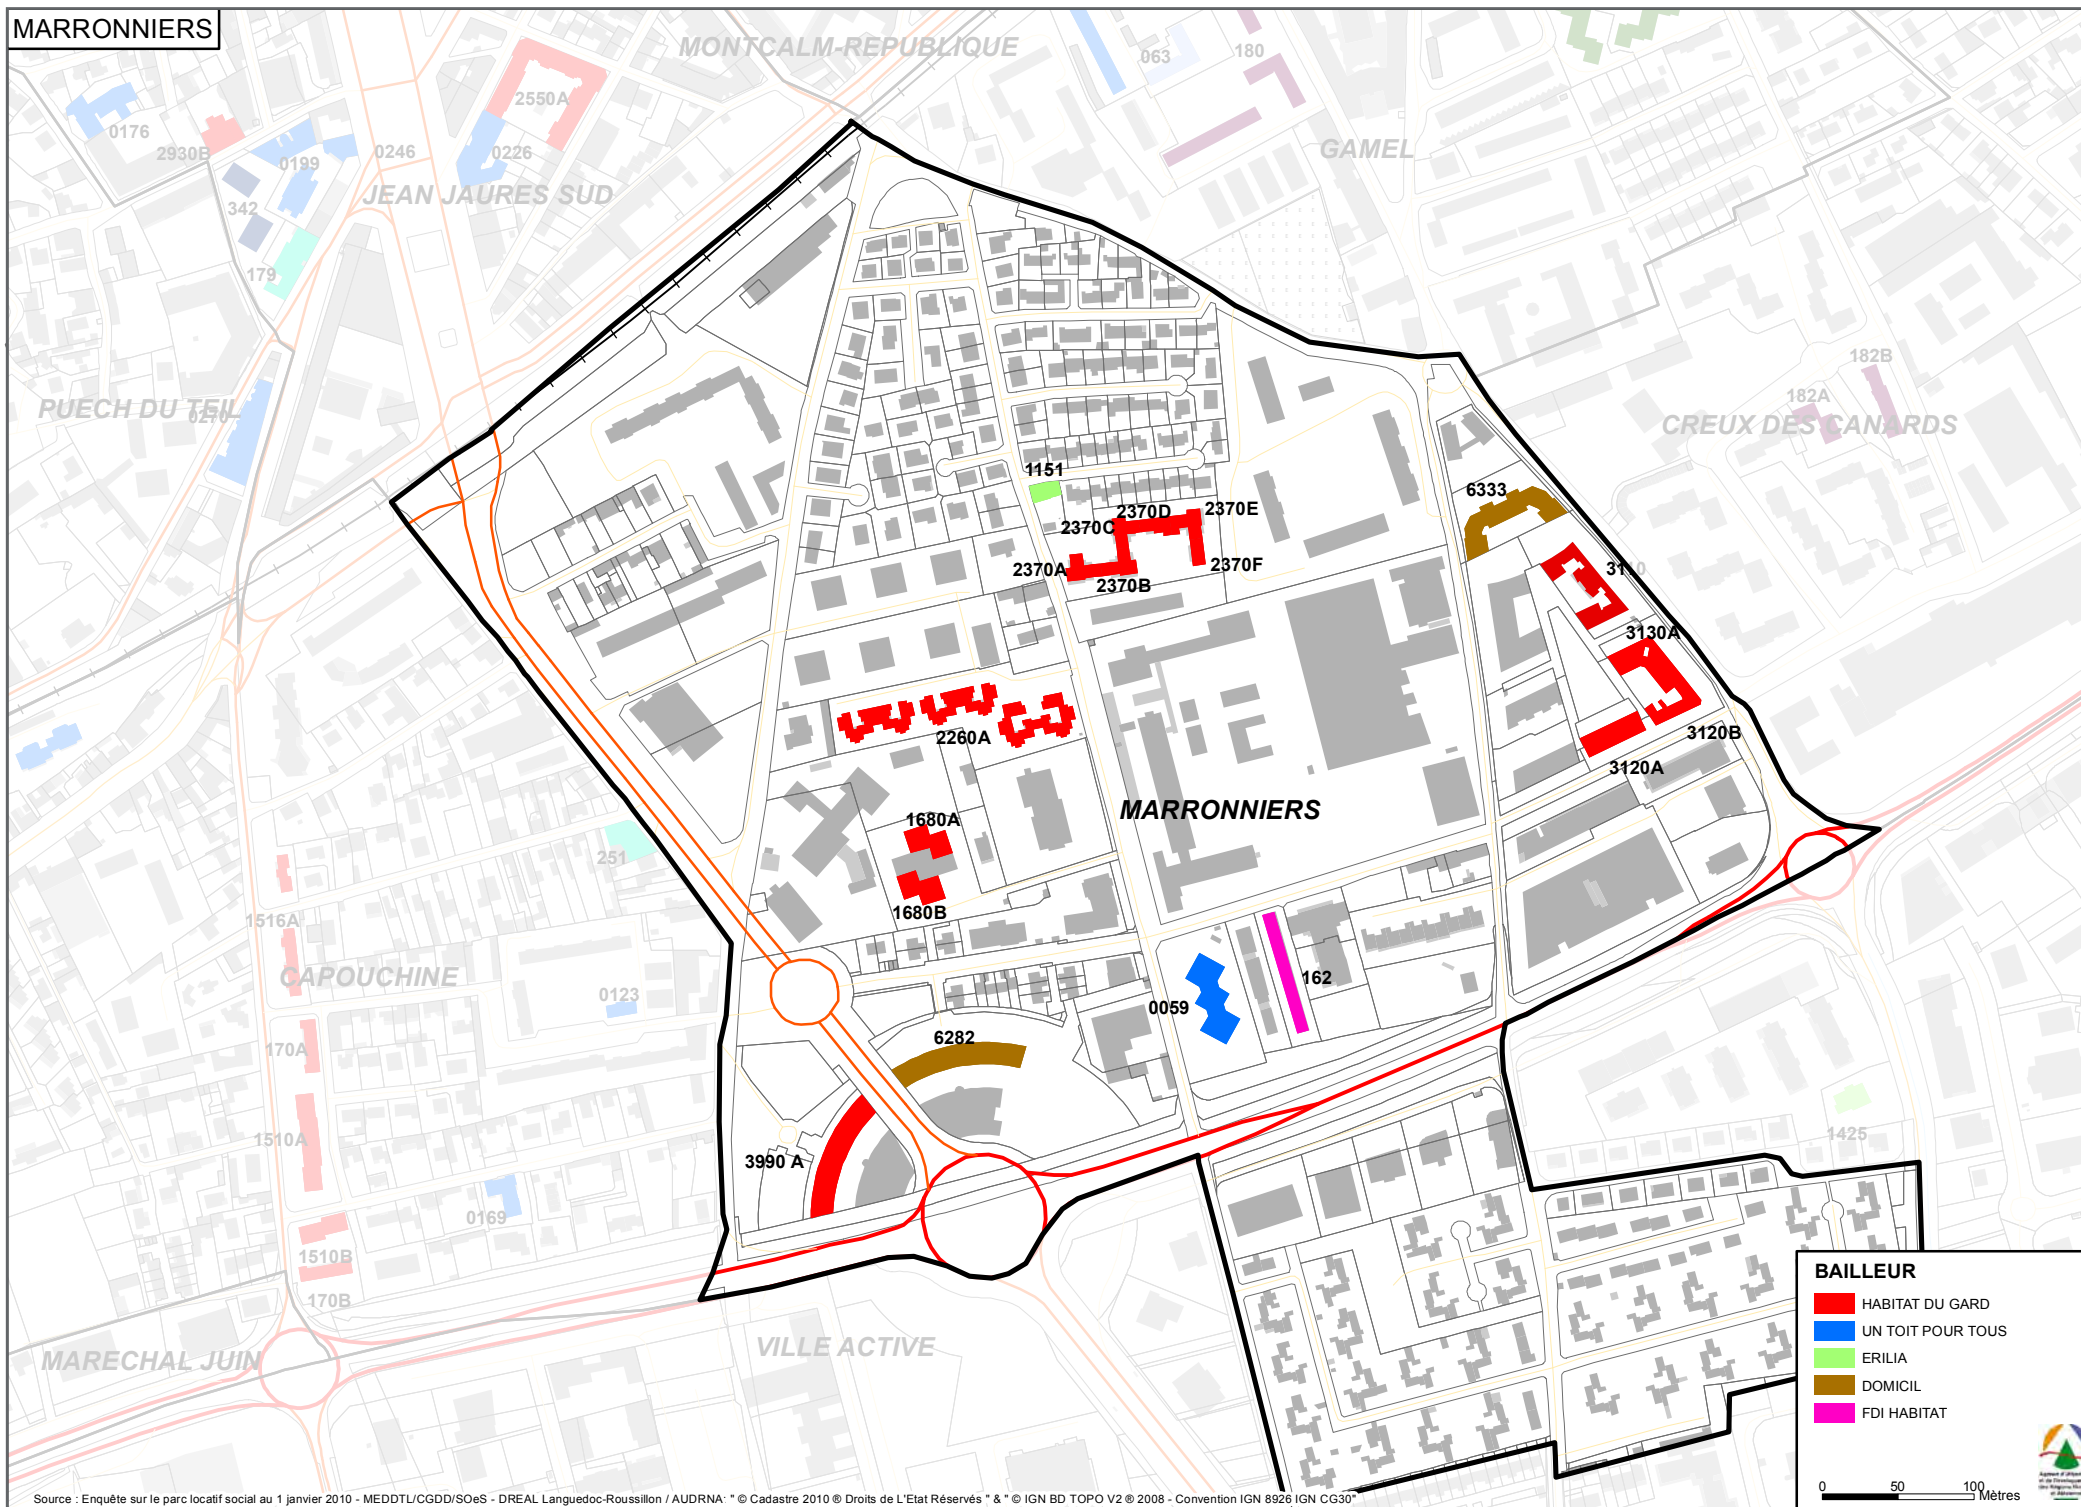 MARRONNIERS
MONTCALM-REPUBLIQUE
063
180
2550A
0176
2930B
0199
0246
0226
GAMEL
JEAN JAURES SUD
342
179
182B
182A
PUECH DU TEIL
0270
CREUX DES CANARDS
1151
6333
2370D
2370E
2370C
2370A
2370F
2370B
3110
3130A
2260A
3120B
3120A
MARRONNIERS
1680A
251
1680B
1516A
CAPOUCHINE
162
0123
0059
6282
170A
1510A
1425
3990 A
0169
1510B
170B
VILLE ACTIVE
MARECHAL JUIN
BAILLEUR
HABITAT DU GARD
UN TOIT POUR TOUS
ERILIA
DOMICIL
FDI HABITAT
0 50 100
Mètres
Source : Enquête sur le parc locatif social au 1 janvier 2010 - MEDDTL/CGDD/SOeS - DREAL Languedoc-Roussillon / AUDRNA: " © Cadastre 2010 ® Droits de L'Etat Réservés " & " © IGN BD TOPO V2 ® 2008 - Convention IGN 8926 IGN CG30"